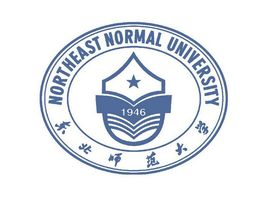 NORTHEAST NORMAL UNIVERSITY
1946
东北师范大学